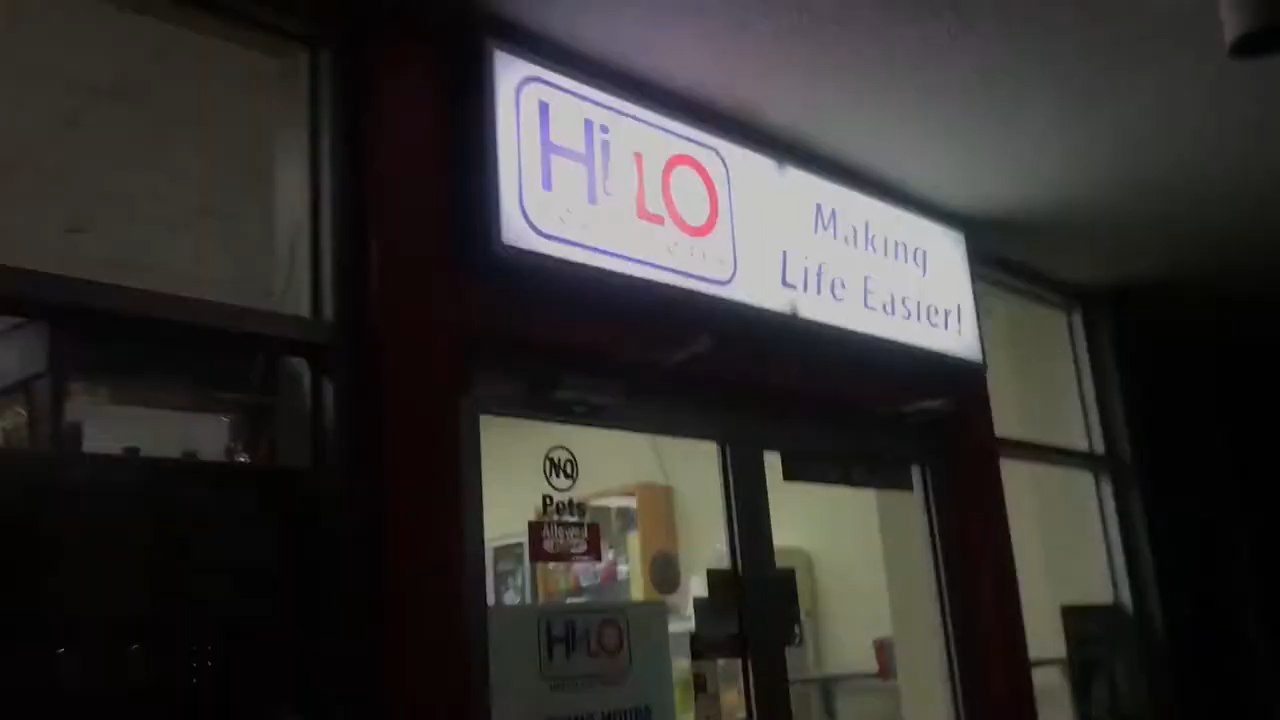 Hi LO
Making
Life Easier!
NO
Pets
Allowed
Hi LO